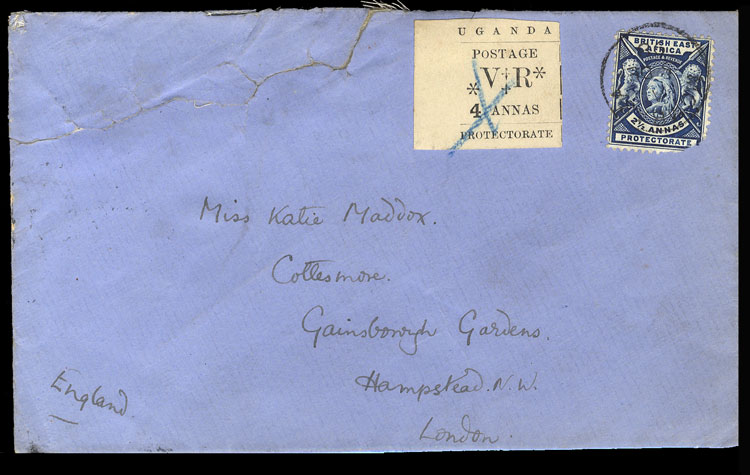 UGANDA
POSTAGE
*V‡R*
4 ANNAS
PROTECTORATE
BRITISH EAST
AFRICA
POSTAGE & REVENUE
2½ ANNAS
PROTECTORATE
Miss Katie Maddox.
Cottesmore.
Gainsborough Gardens.
Hampstead. N.W.
London.
England.